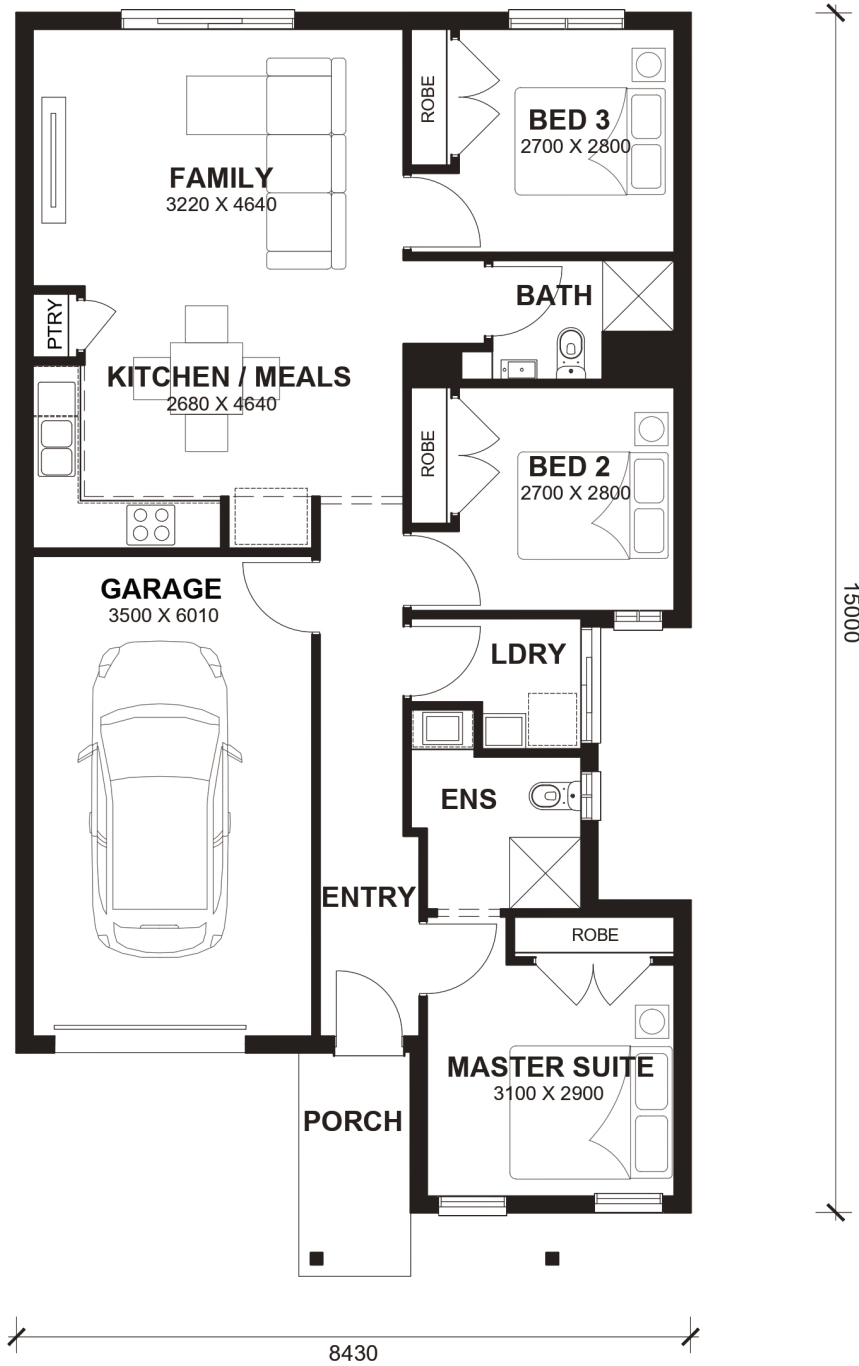 ROBE
BED 3
2700 X 2800
FAMILY
3220 X 4640
BATH
PTRY
KITCHEN / MEALS
2680 X 4640
ROBE
BED 2
2700 X 2800
GARAGE
3500 X 6010
15000
LDRY
ENS
ENTRY
ROBE
MASTER SUITE
3100 X 2900
PORCH
8430